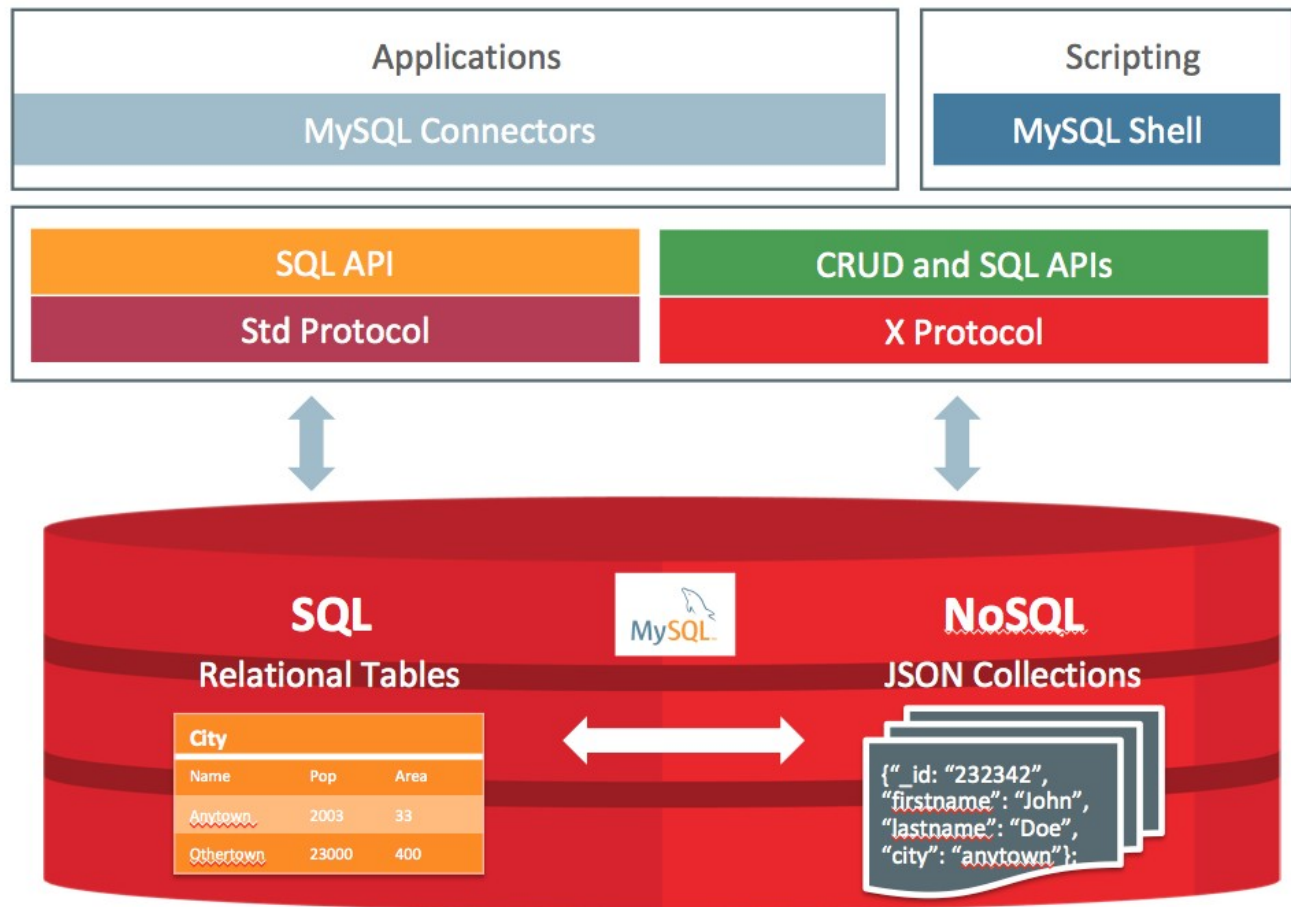 Applications
Scripting
MySQL Connectors
MySQL Shell
SQL API
CRUD and SQL APIs
Std Protocol
X Protocol
SQL
MySQL
NoSQL
Relational Tables
JSON Collections
City
Name Pop Area
Anytown 2003 33
Othertown 23000 400
{“_id: “232342”,
“firstname”: “John”,
“lastname”: “Doe”,
“city”: “anytown”};